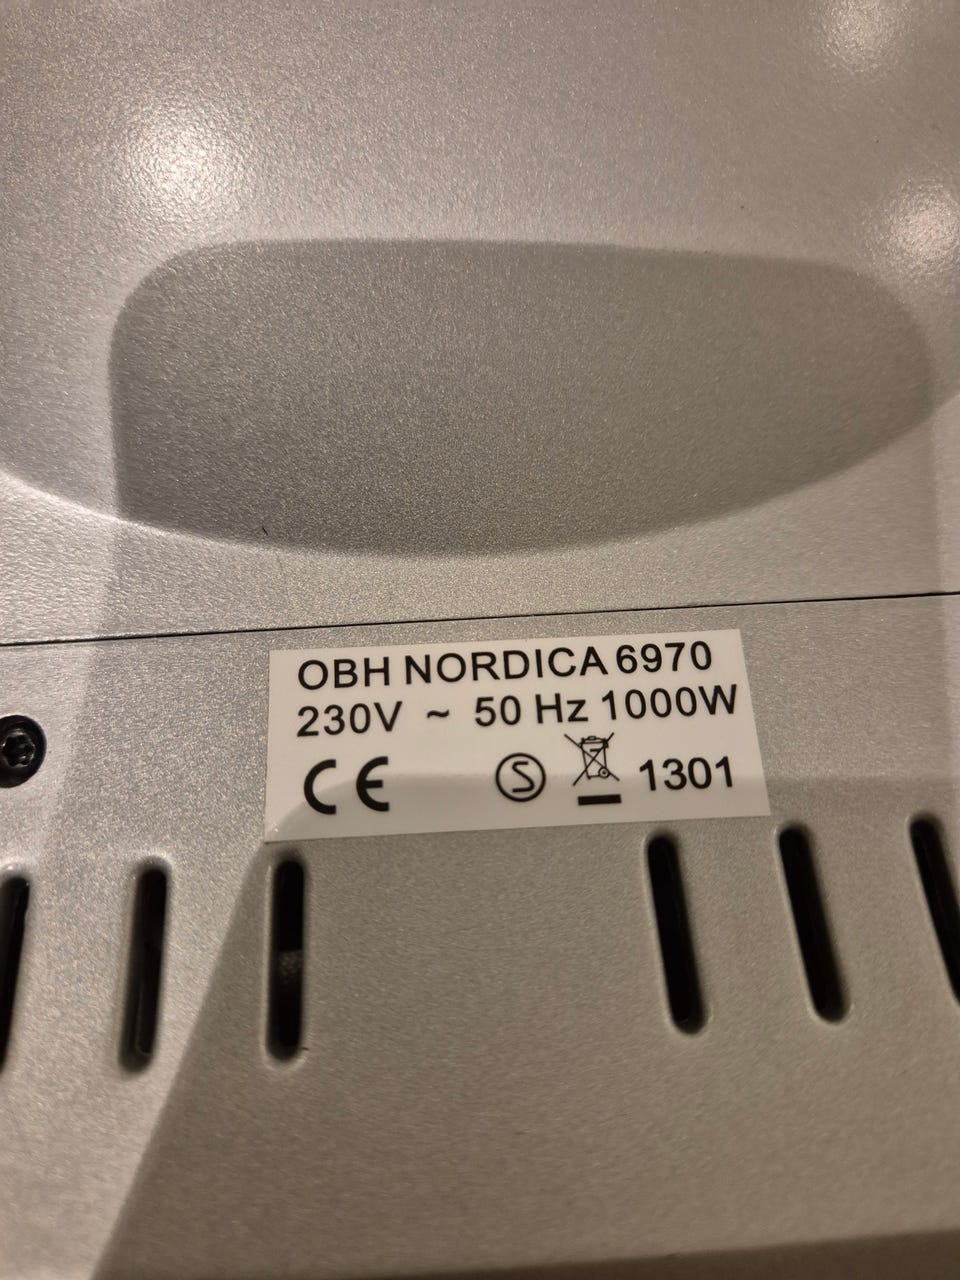 OBH NORDICA 6970
230V ~ 50 Hz 1000W
CE S 1301